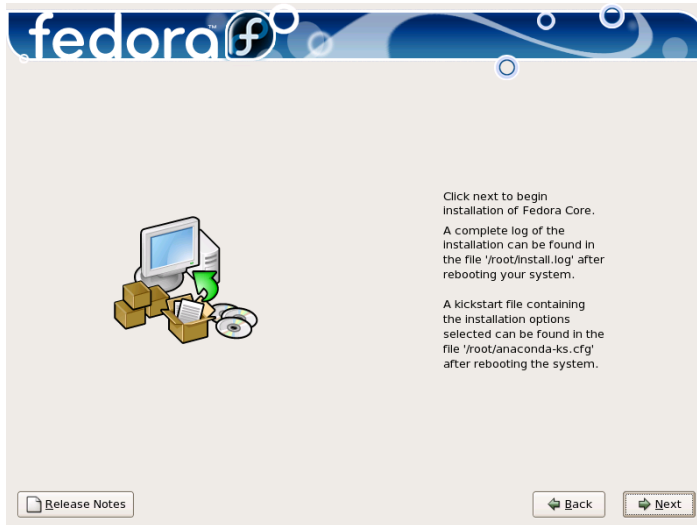 fedora
Click next to begin
installation of Fedora Core.
A complete log of the
installation can be found in
the file '/root/install.log' after
rebooting your system.
A kickstart file containing
the installation options
selected can be found in the
file '/root/anaconda-ks.cfg'
after rebooting the system.
Release Notes
Back
Next